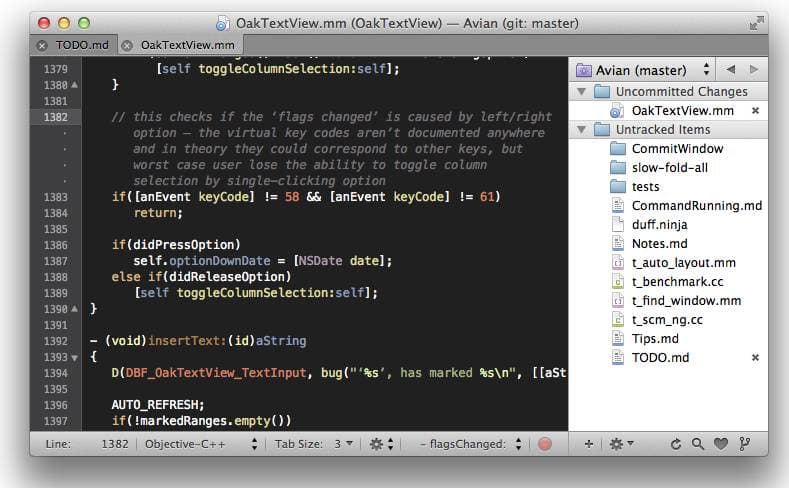 OakTextView.mm (OakTextView) — Avian (git: master)
TODO.md
OakTextView.mm
1379 [self toggleColumnSelection:self];
1380 }
1381
1382 // this checks if the ‘flags changed’ is caused by left/right
· option — the virtual key codes aren’t documented anywhere
· and in theory they could correspond to other keys, but
· worst case user lose the ability to toggle column
· selection by single-clicking option
1383 if([anEvent keyCode] != 58 && [anEvent keyCode] != 61)
1384 return;
1385
1386 if(didPressOption)
1387 self.optionDownDate = [NSDate date];
1388 else if(didReleaseOption)
1389 [self toggleColumnSelection:self];
1390 }
1391
1392 - (void)insertText:(id)aString
1393 {
1394 D(DBF_OakTextView_TextInput, bug("‘%s’, has marked %s\n", [[aSt
1395
1396 AUTO_REFRESH;
1397 if(!markedRanges.empty())
Line: 1382 Objective-C++ Tab Size: 3 - flagsChanged:
Avian (master)
Uncommitted Changes
OakTextView.mm
Untracked Items
CommitWindow
slow-fold-all
tests
CommandRunning.md
duff.ninja
Notes.md
t_auto_layout.mm
t_benchmark.cc
t_find_window.mm
t_scm_ng.cc
Tips.md
TODO.md